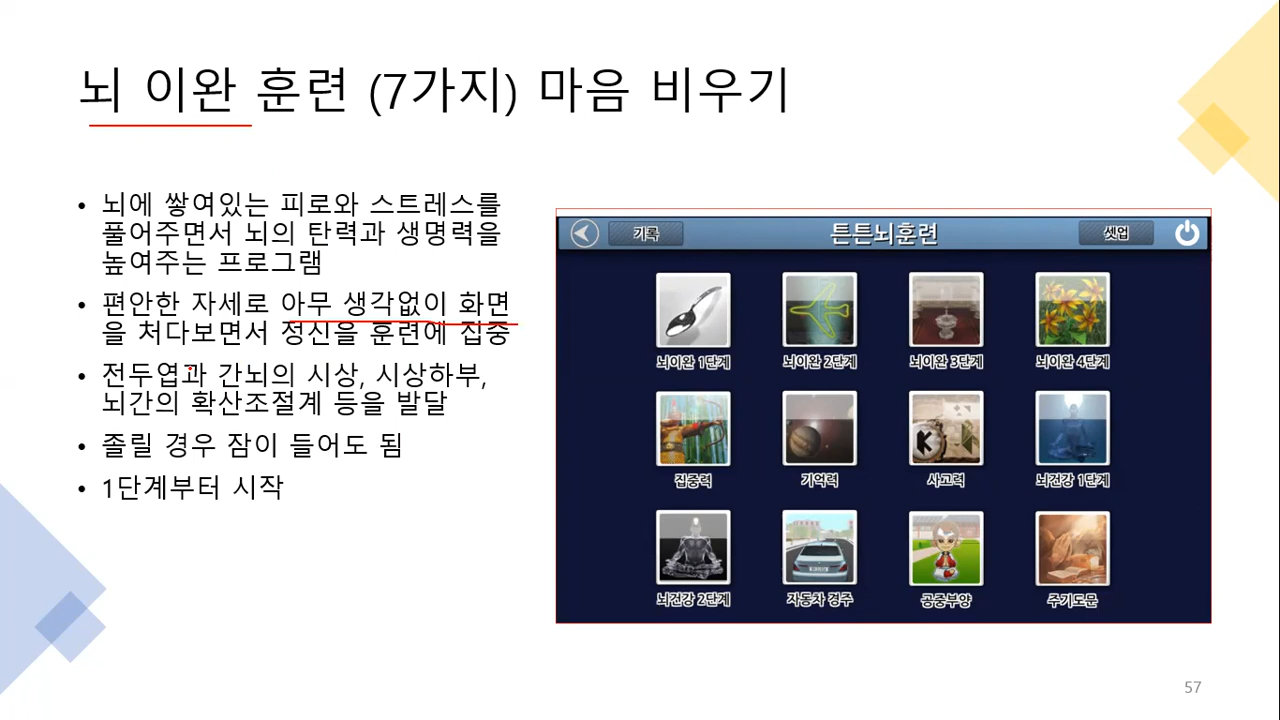 뇌 이완 훈련 (7가지) 마음 비우기
• 뇌에 쌓여있는 피로와 스트레스를
풀어주면서 뇌의 탄력과 생명력을
높여주는 프로그램
• 편안한 자세로 아무 생각없이 화면
을 처다보면서 정신을 훈련에 집중
• 전두엽과 간뇌의 시상, 시상하부,
뇌간의 확산조절계 등을 발달
• 졸릴 경우 잠이 들어도 됨
• 1단계부터 시작
기록 튼튼뇌훈련 셋업
뇌이완 1단계 뇌이완 2단계 뇌이완 3단계 뇌이완 4단계
집중력 기억력 사고력 뇌건강 1단계
뇌건강 2단계 자동차 경주 공중부양 주기도문
57